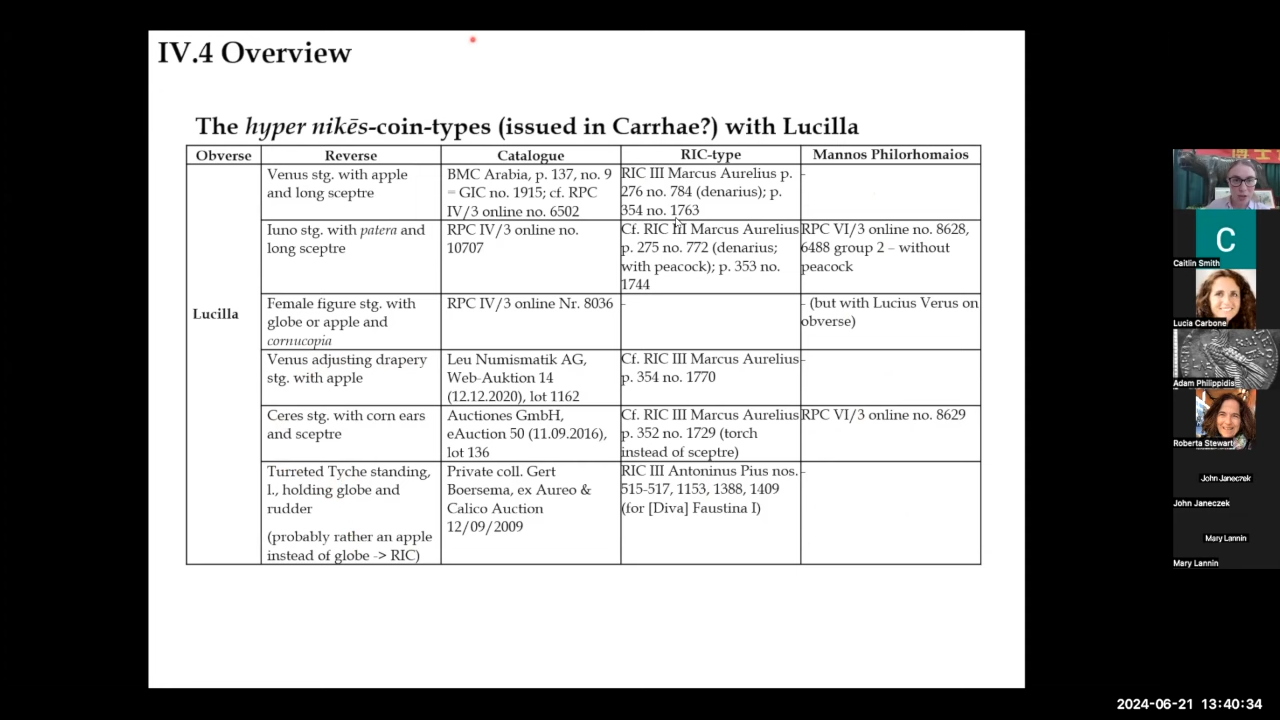 IV.4 Overview
The hyper nikēs-coin-types (issued in Carrhae?) with Lucilla
Obverse
Reverse
Catalogue
RIC-type
Mannos Philorhomaios
Lucilla
Venus stg. with apple
and long sceptre
BMC Arabia, p. 137, no. 9
= GIC no. 1915; cf. RPC
IV/3 online no. 6502
RIC III Marcus Aurelius p.
276 no. 784 (denarius); p.
354 no. 1763
-
Iuno stg. with patera and
long sceptre
RPC IV/3 online no.
10707
Cf. RIC III Marcus Aurelius
p. 275 no. 772 (denarius;
with peacock); p. 353 no.
1744
RPC VI/3 online no. 8628,
6488 group 2 – without
peacock
Female figure stg. with
globe or apple and
cornucopia
RPC IV/3 online Nr. 8036
-
- (but with Lucius Verus on
obverse)
Venus adjusting drapery
stg. with apple
Leu Numismatik AG,
Web-Auktion 14
(12.12.2020), lot 1162
Cf. RIC III Marcus Aurelius
p. 354 no. 1770
-
Ceres stg. with corn ears
and sceptre
Auctiones GmbH,
eAuction 50 (11.09.2016),
lot 136
Cf. RIC III Marcus Aurelius
p. 352 no. 1729 (torch
instead of sceptre)
RPC VI/3 online no. 8629
Turreted Tyche standing,
l., holding globe and
rudder
(probably rather an apple
instead of globe -> RIC)
Private coll. Gert
Boersema, ex Aureo &
Calico Auction
12/09/2009
RIC III Antoninus Pius nos.
515-517, 1153, 1388, 1409
(for [Diva] Faustina I)
-
C
Caitlin Smith
Lucia Carbone
Adam Philippidis
Roberta Stewart
John Janeczek
John Janeczek
Mary Lannin
Mary Lannin
2024-06-21 13:40:34